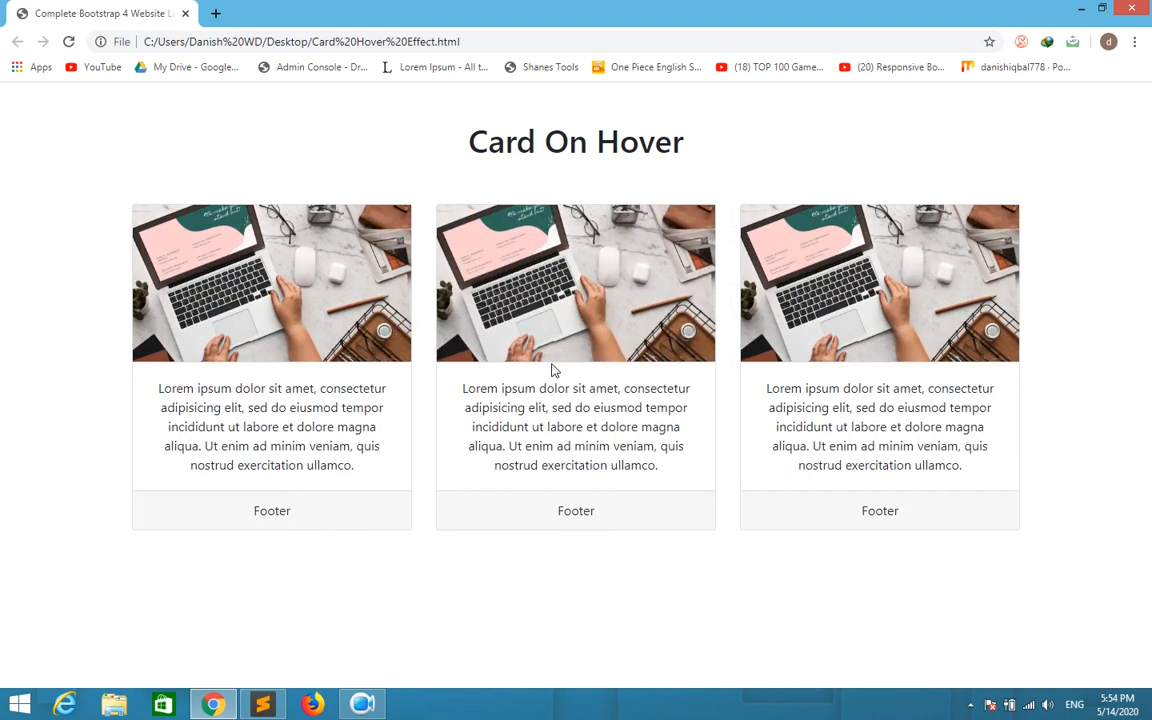 Complete Bootstrap 4 Website La
File
C:/Users/Danish%20WD/Desktop/Card%20Hover%20Effect.html
d
Apps
YouTube
My Drive - Google...
Admin Console - Dr...
Lorem Ipsum - All t...
Shanes Tools
One Piece English S...
(18) TOP 100 Game...
(20) Responsive Bo...
danishiqbal778 · Po...
Card On Hover
Lorem ipsum dolor sit amet, consectetur
adipisicing elit, sed do eiusmod tempor
incididunt ut labore et dolore magna
aliqua. Ut enim ad minim veniam, quis
nostrud exercitation ullamco.
Footer
Lorem ipsum dolor sit amet, consectetur
adipisicing elit, sed do eiusmod tempor
incididunt ut labore et dolore magna
aliqua. Ut enim ad minim veniam, quis
nostrud exercitation ullamco.
Footer
Lorem ipsum dolor sit amet, consectetur
adipisicing elit, sed do eiusmod tempor
incididunt ut labore et dolore magna
aliqua. Ut enim ad minim veniam, quis
nostrud exercitation ullamco.
Footer
ENG
5:54 PM
5/14/2020